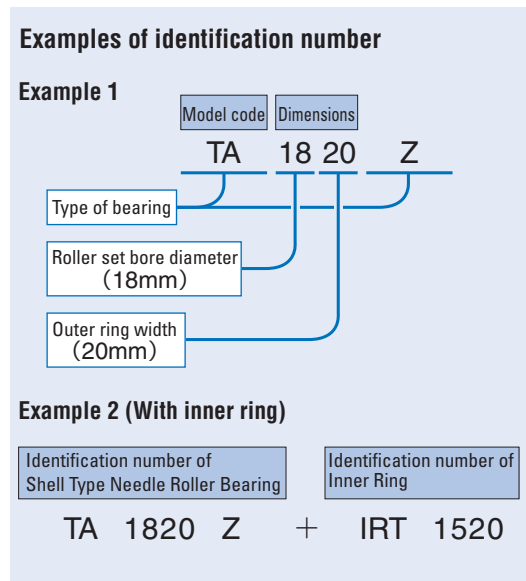 Examples of identification number
Example 1
Model code Dimensions
TA 18 20 Z
Type of bearing
Roller set bore diameter
（18mm）
Outer ring width
（20mm）
Example 2 (With inner ring)
Identification number of
Shell Type Needle Roller Bearing
Identification number of
Inner Ring
TA 1820 Z + IRT 1520